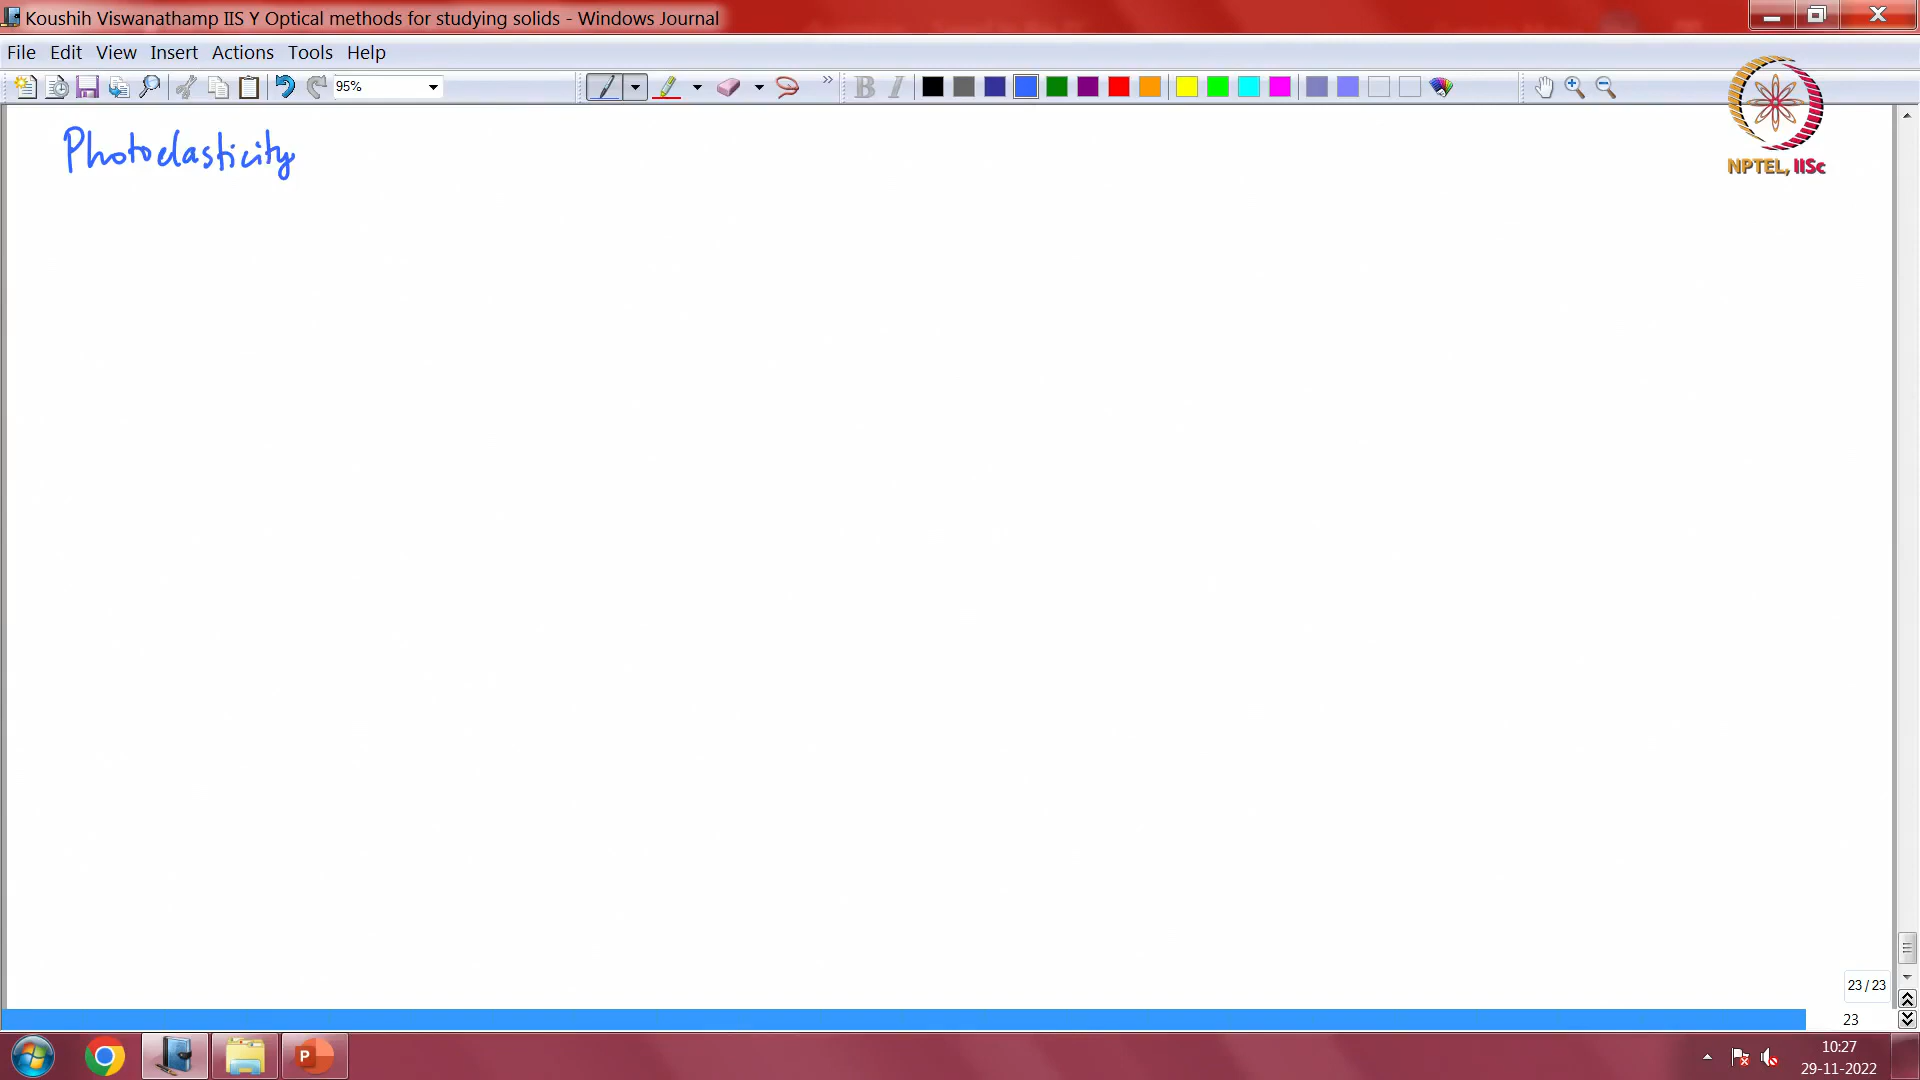 Koushih Viswanathamp IIS Y Optical methods for studying solids - Windows Journal
File Edit View Insert Actions Tools Help
95%
B I
Photoelasticity
NPTEL, IISc
23 / 23
23
P
10:27
29-11-2022